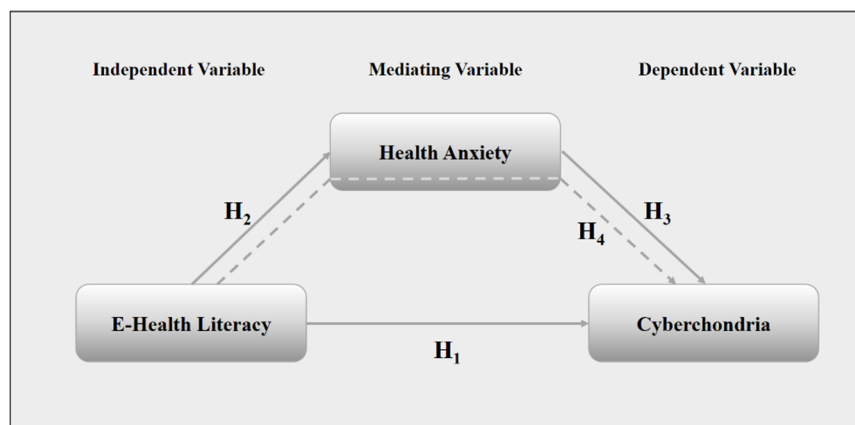 Independent Variable
Mediating Variable
Dependent Variable
Health Anxiety
H2
H3
H4
E-Health Literacy
Cyberchondria
H1